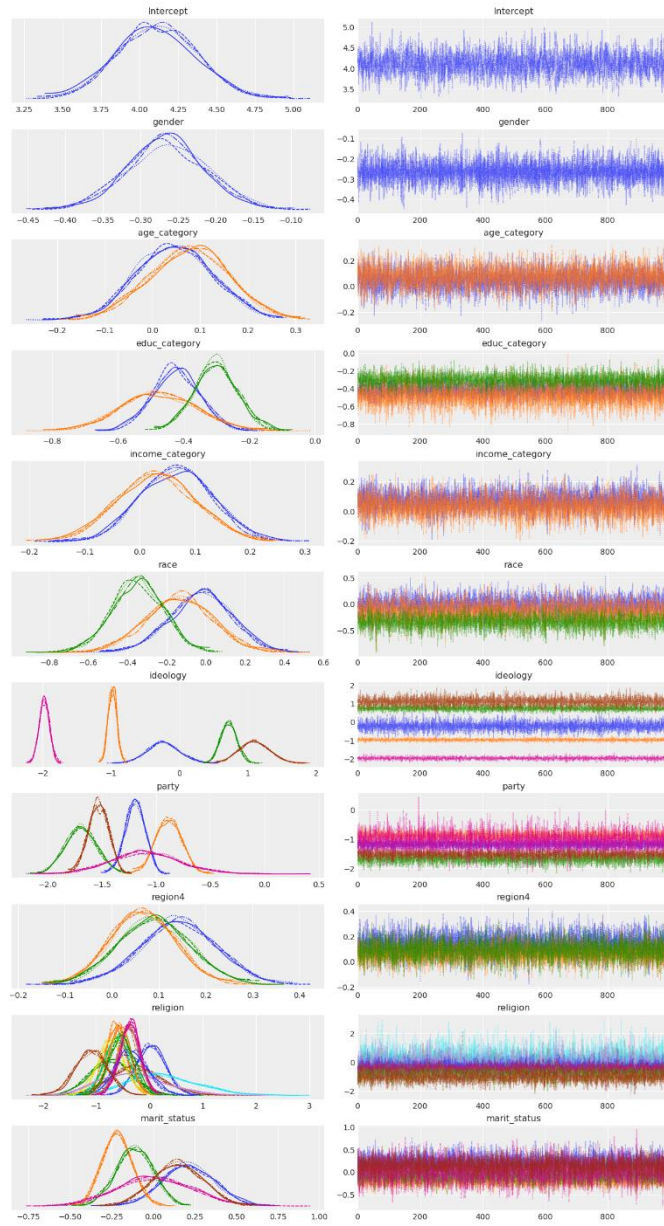 Intercept Intercept
5.0
4.5
4.0
3.5
3.25 3.50 3.75 4.00 4.25 4.50 4.75 5.00 0 200 400 600 800
gender gender
−0.1
−0.2
−0.3
−0.4
−0.45 −0.40 −0.35 −0.30 −0.25 −0.20 −0.15 −0.10 0 200 400 600 800
age_category age_category
0.2
0.0
−0.2
−0.2 −0.1 0.0 0.1 0.2 0.3 0 200 400 600 800
educ_category educ_category
0.0
−0.2
−0.4
−0.6
−0.8
−0.8 −0.6 −0.4 −0.2 0.0 0 200 400 600 800
income_category income_category
0.2
0.0
−0.2
−0.2 −0.1 0.0 0.1 0.2 0.3 0 200 400 600 800
race race
0.5
0.0
−0.5
−0.8 −0.6 −0.4 −0.2 0.0 0.2 0.4 0.6 0 200 400 600 800
ideology ideology
2
1
0
−1
−2
−2 −1 0 1 2 0 200 400 600 800
party party
0
−1
−2
−2.0 −1.5 −1.0 −0.5 0.0 0 200 400 600 800
region4 region4
0.4
0.2
0.0
−0.2
−0.2 −0.1 0.0 0.1 0.2 0.3 0.4 0 200 400 600 800
religion religion
2
0
−2
−2 −1 0 1 2 3 0 200 400 600 800
marit_status marit_status
1.0
0.5
0.0
−0.5
−0.75 −0.50 −0.25 0.00 0.25 0.50 0.75 1.00 0 200 400 600 800